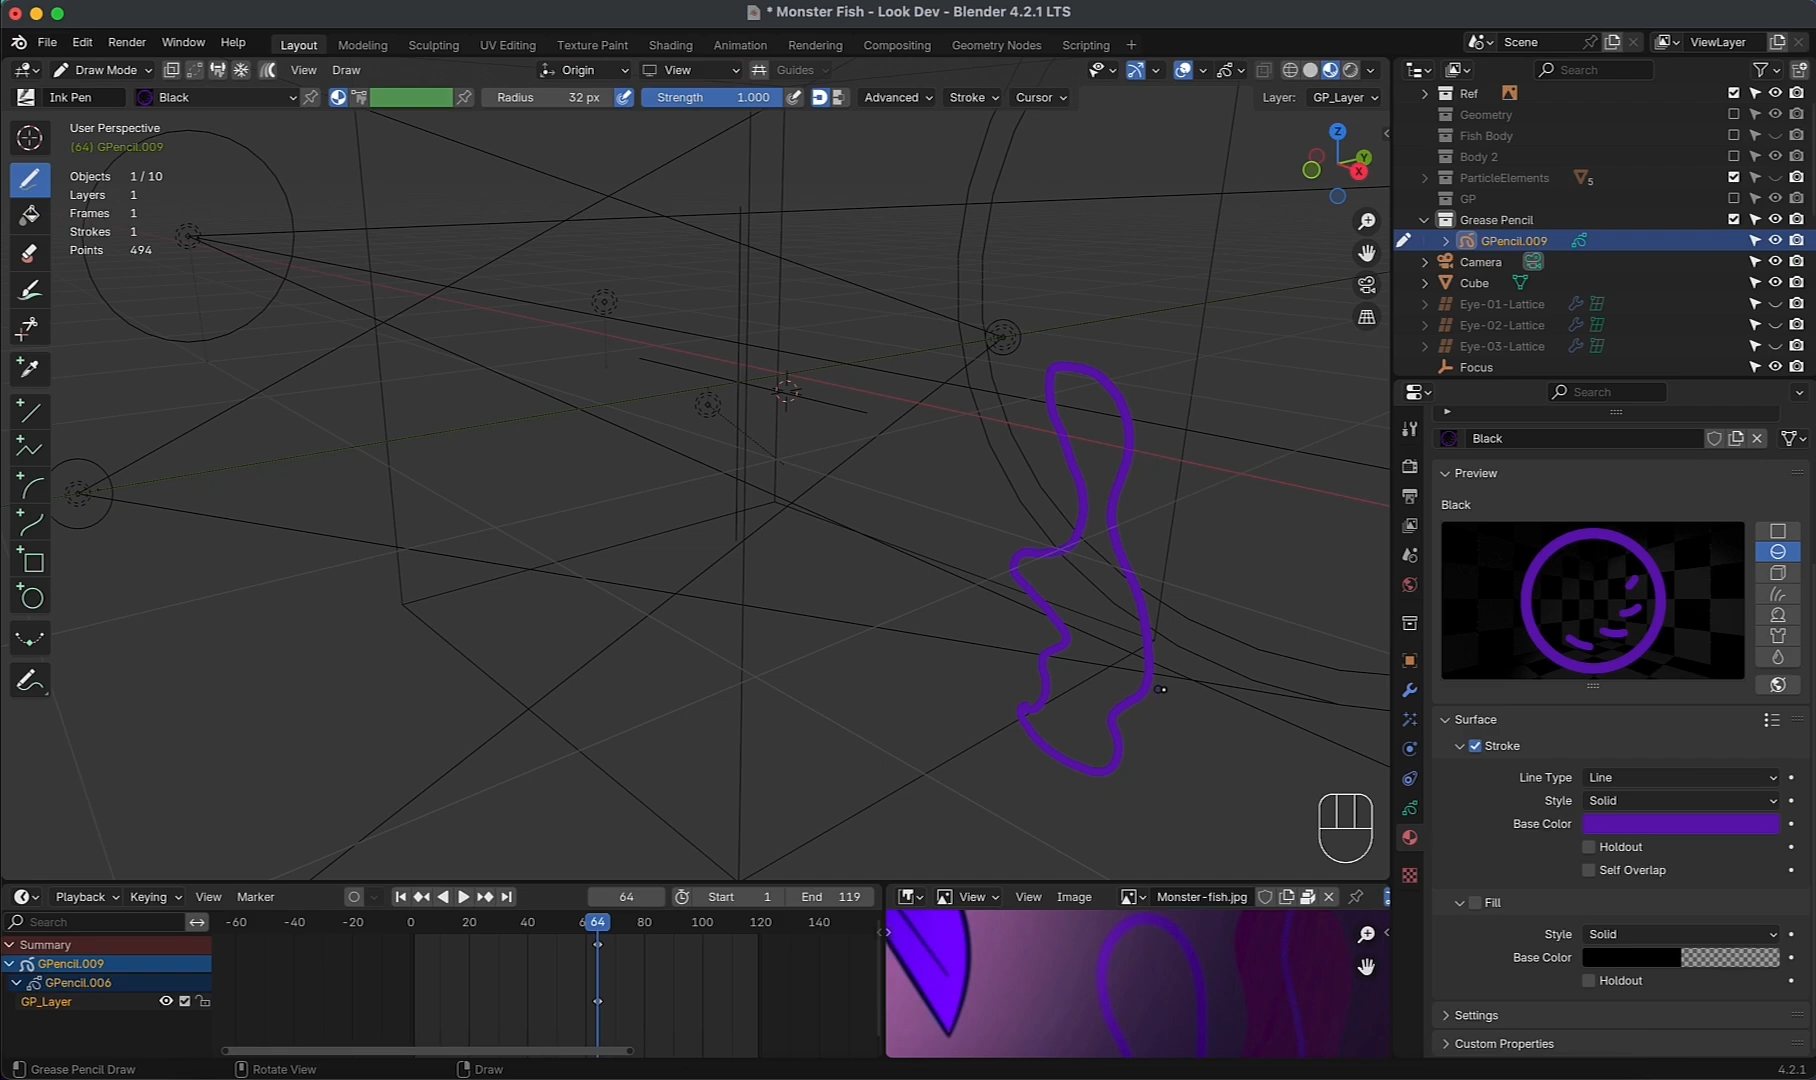 * Monster Fish - Look Dev - Blender 4.2.1 LTS
File Edit Render Window Help Layout Modeling Sculpting UV Editing Texture Paint Shading Animation Rendering Compositing Geometry Nodes Scripting + Scene ViewLayer
Draw Mode View Draw Origin View Guides Search
Ink Pen Black Radius 32 px Strength 1.000 Advanced Stroke Cursor Layer: GP_Layer
User Perspective
(64) GPencil.009
Objects 1 / 10
Layers 1
Frames 1
Strokes 1
Points 494
Z
Y
X
Ref
Geometry
Fish Body
Body 2
ParticleElements 5
GP
Grease Pencil
GPencil.009
Camera
Cube
Eye-01-Lattice
Eye-02-Lattice
Eye-03-Lattice
Focus
Search
Black
Preview
Black
Surface
Stroke
Line Type Line
Style Solid
Base Color
Holdout
Self Overlap
Fill
Style Solid
Base Color
Holdout
Settings
Custom Properties
Playback Keying View Marker 64 Start 1 End 119
Search -60 -40 -20 0 20 40 64 80 100 120 140
Summary
GPencil.009
GPencil.006
GP_Layer
View View Image Monster-fish.jpg
Grease Pencil Draw Rotate View Draw 4.2.1